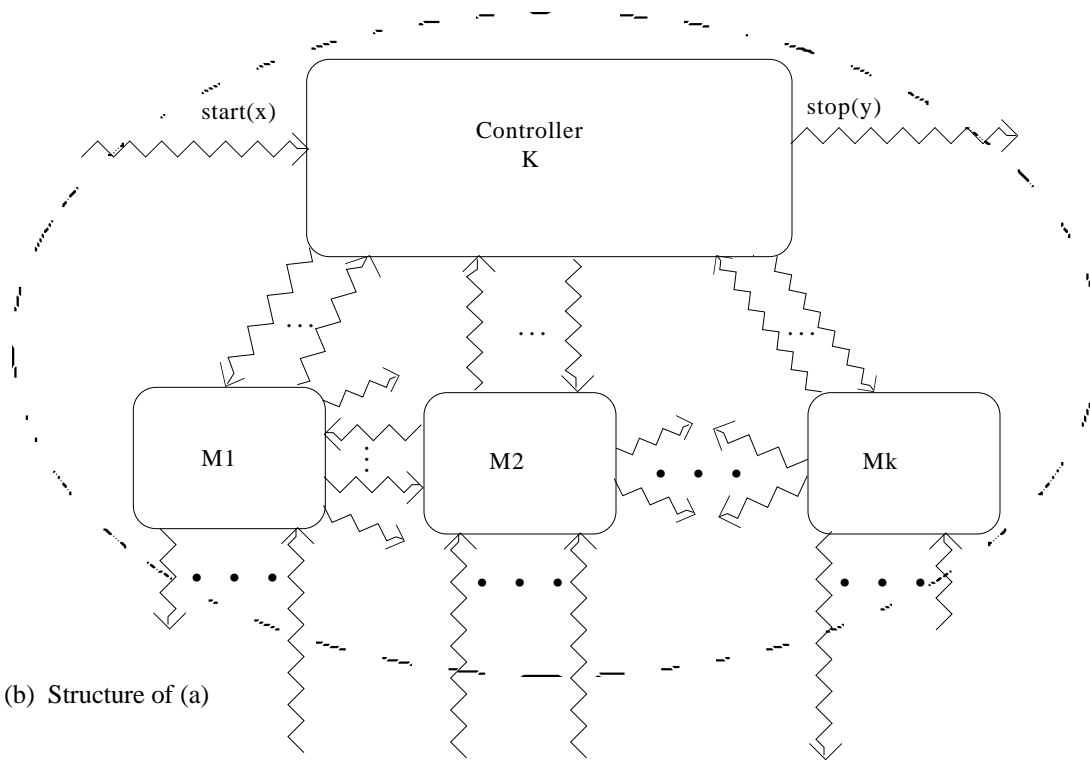 start(x)
stop(y)
Controller
K
M1
M2
Mk
(b) Structure of (a)